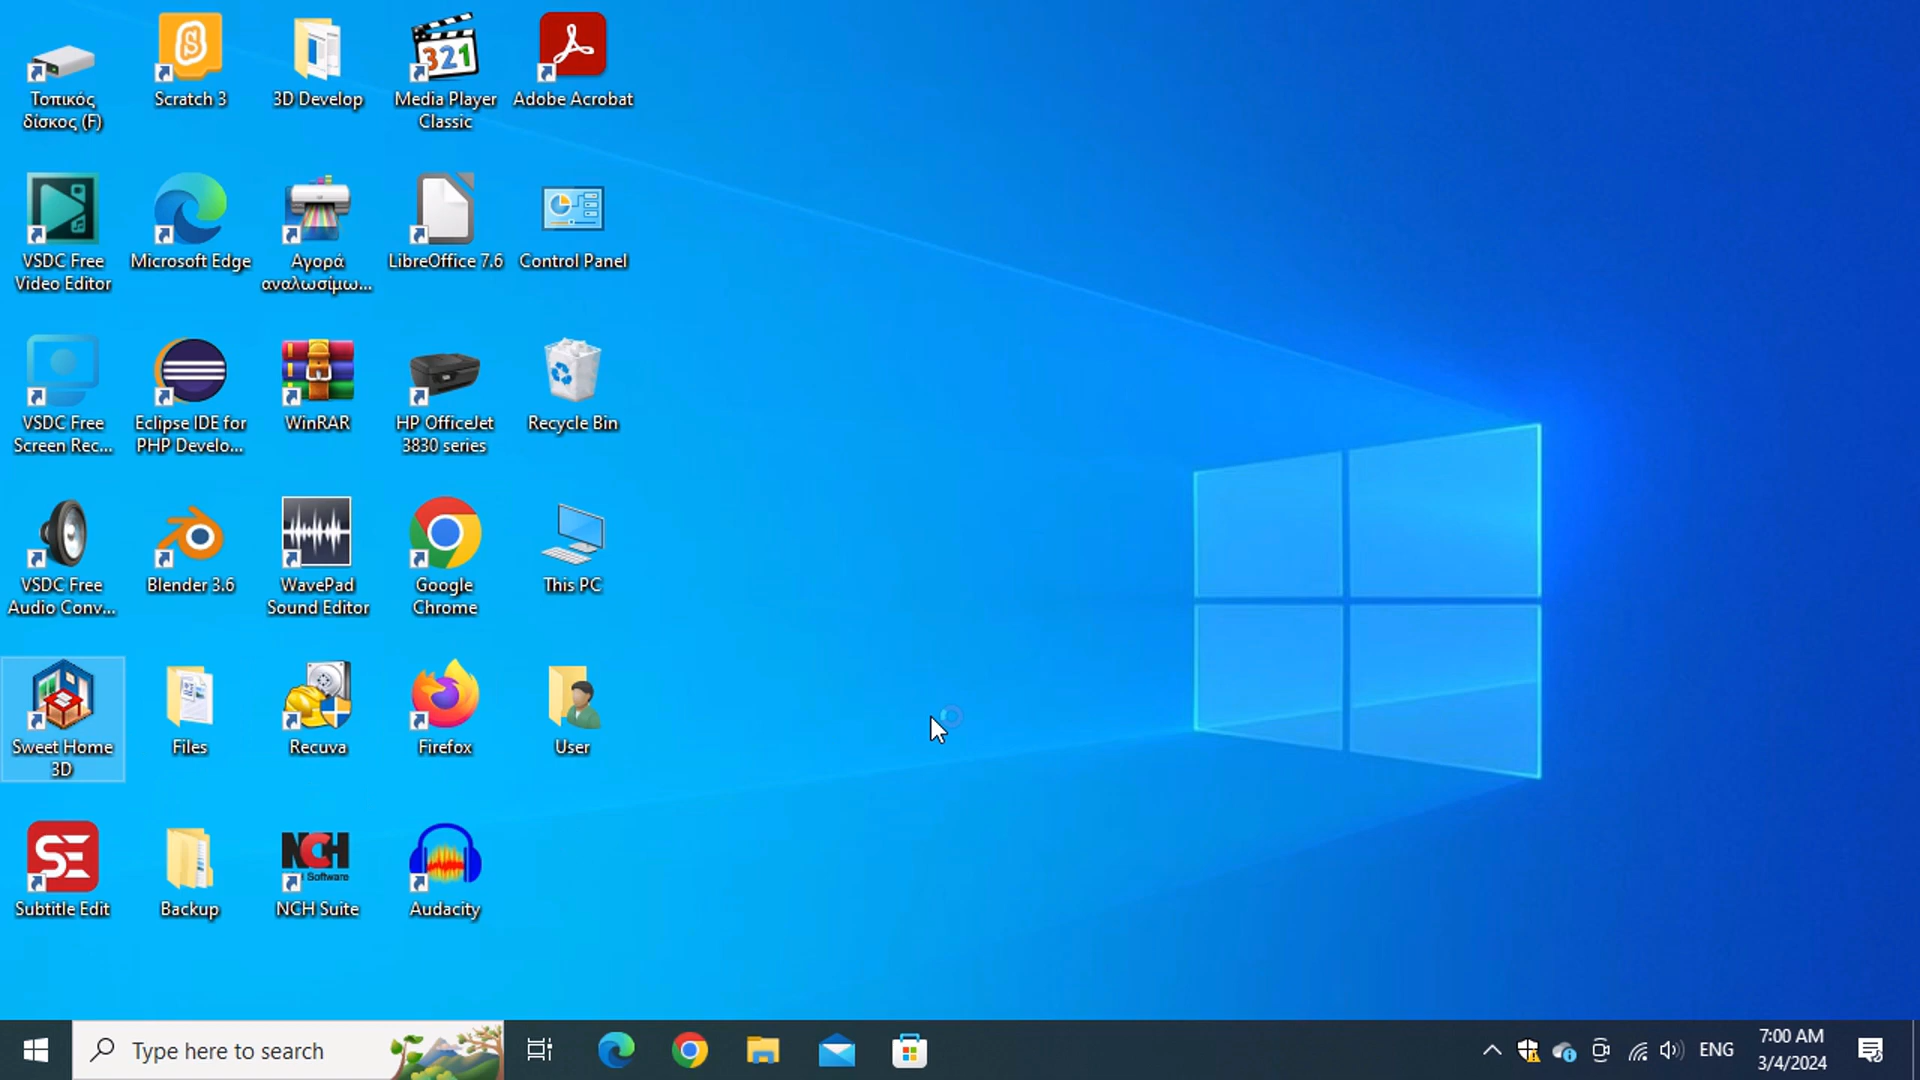 Τοπικός
δίσκος (F)
Scratch 3
3D Develop
Media Player
Classic
Adobe Acrobat
VSDC Free
Video Editor
Microsoft Edge
Αγορά
αναλωσίμω...
LibreOffice 7.6
Control Panel
VSDC Free
Screen Rec...
Eclipse IDE for
PHP Develo...
WinRAR
HP OfficeJet
3830 series
Recycle Bin
VSDC Free
Audio Conv...
Blender 3.6
WavePad
Sound Editor
Google
Chrome
This PC
Sweet Home
3D
Files
Recuva
Firefox
User
Subtitle Edit
Backup
NCH Suite
Audacity
321
SE
NCH
Software
Type here to search
ENG
7:00 AM
3/4/2024